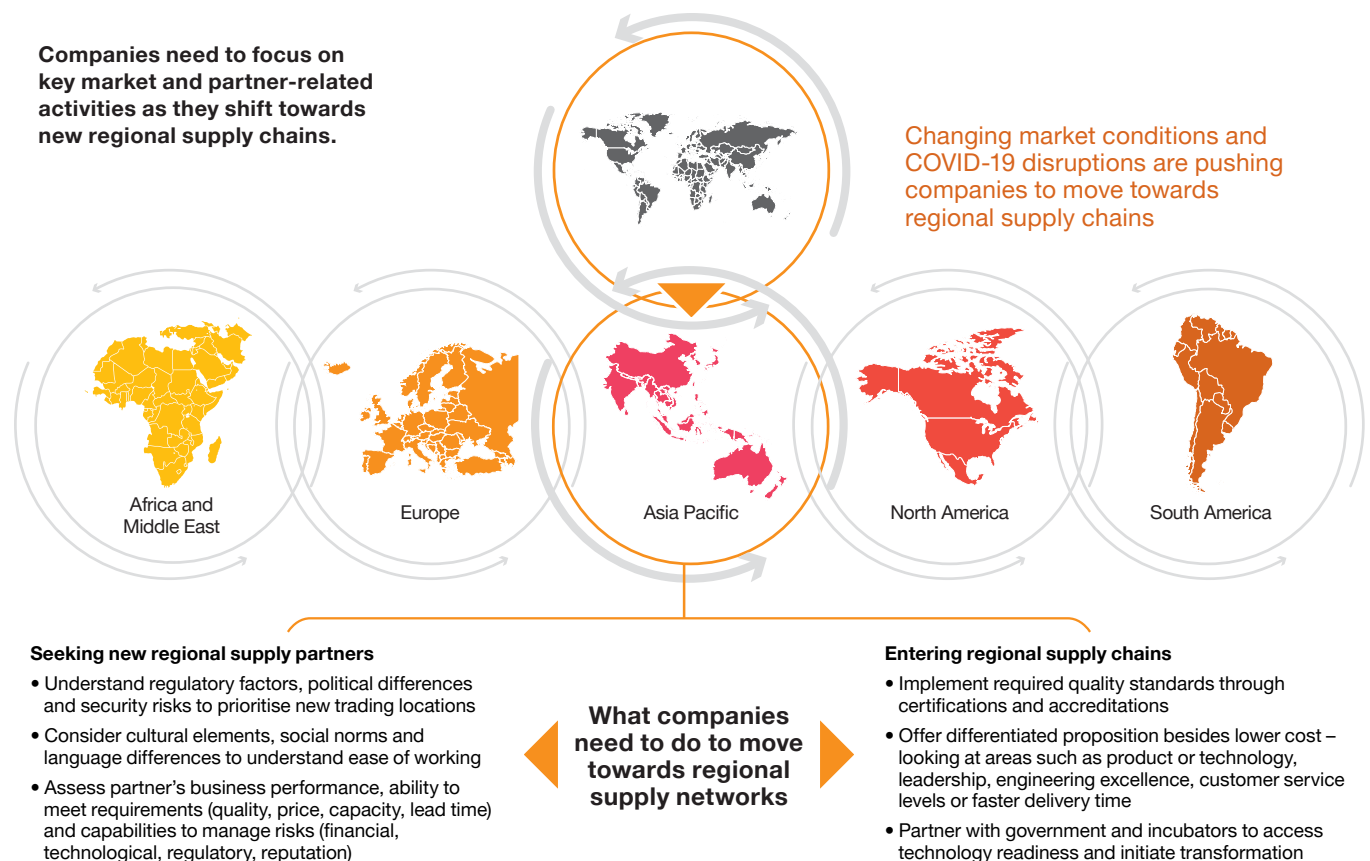 Companies need to focus on
key market and partner-related
activities as they shift towards
new regional supply chains.
Changing market conditions and
COVID-19 disruptions are pushing
companies to move towards
regional supply chains
Africa and
Middle East
Europe
Asia Pacific
North America
South America
Seeking new regional supply partners
• Understand regulatory factors, political differences
and security risks to prioritise new trading locations
• Consider cultural elements, social norms and
language differences to understand ease of working
• Assess partner's business performance, ability to
meet requirements (quality, price, capacity, lead time)
and capabilities to manage risks (financial,
technological, regulatory, reputation)
What companies
need to do to move
towards regional
supply networks
Entering regional supply chains
• Implement required quality standards through
certifications and accreditations
• Offer differentiated proposition besides lower cost –
looking at areas such as product or technology,
leadership, engineering excellence, customer service
levels or faster delivery time
• Partner with government and incubators to access
technology readiness and initiate transformation